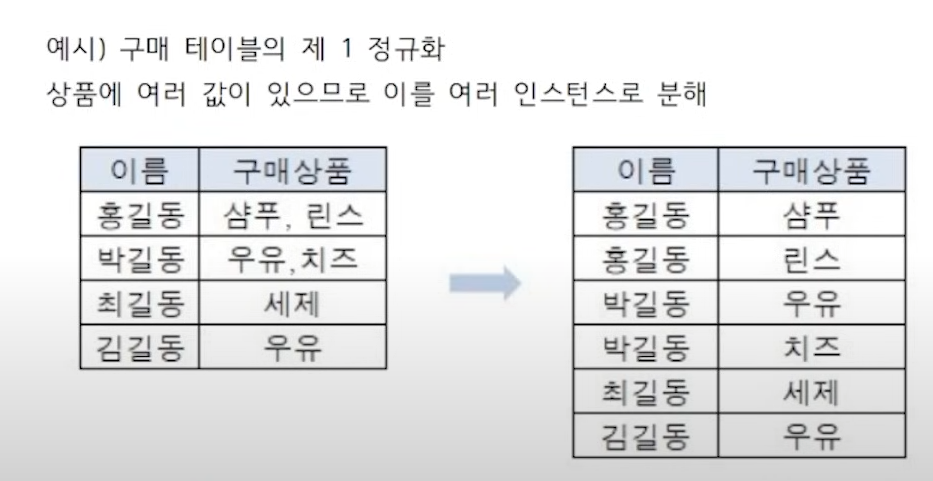 예시) 구매 테이블의 제 1 정규화
상품에 여러 값이 있으므로 이를 여러 인스턴스로 분해
이름 구매상품
홍길동 샴푸, 린스
박길동 우유,치즈
최길동 세제
김길동 우유
이름 구매상품
홍길동 샴푸
홍길동 린스
박길동 우유
박길동 치즈
최길동 세제
김길동 우유